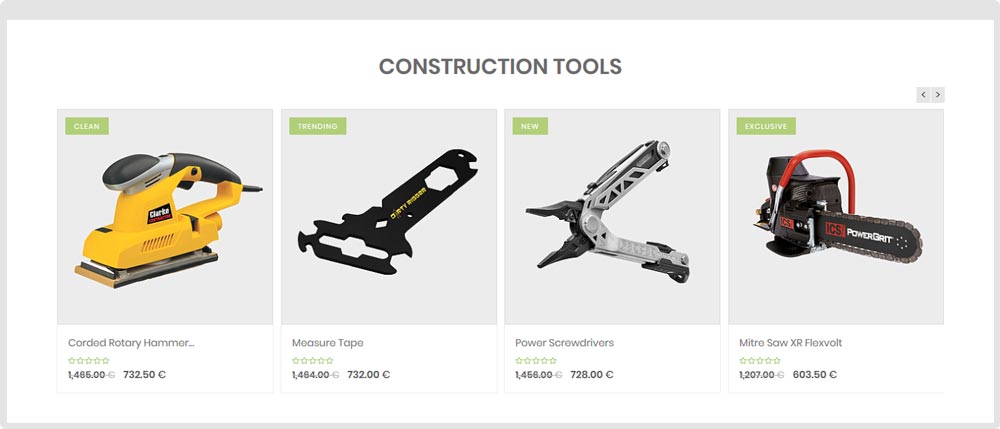 CONSTRUCTION TOOLS
< >
CLEAN
TRENDING
NEW
EXCLUSIVE
Clarke
DIRTY RIGGER
ICS POWERGRIT
Corded Rotary Hammer...
Measure Tape
Power Screwdrivers
Mitre Saw XR Flexvolt
1,465.00 € 732.50 €
1,464.00 € 732.00 €
1,456.00 € 728.00 €
1,207.00 € 603.50 €